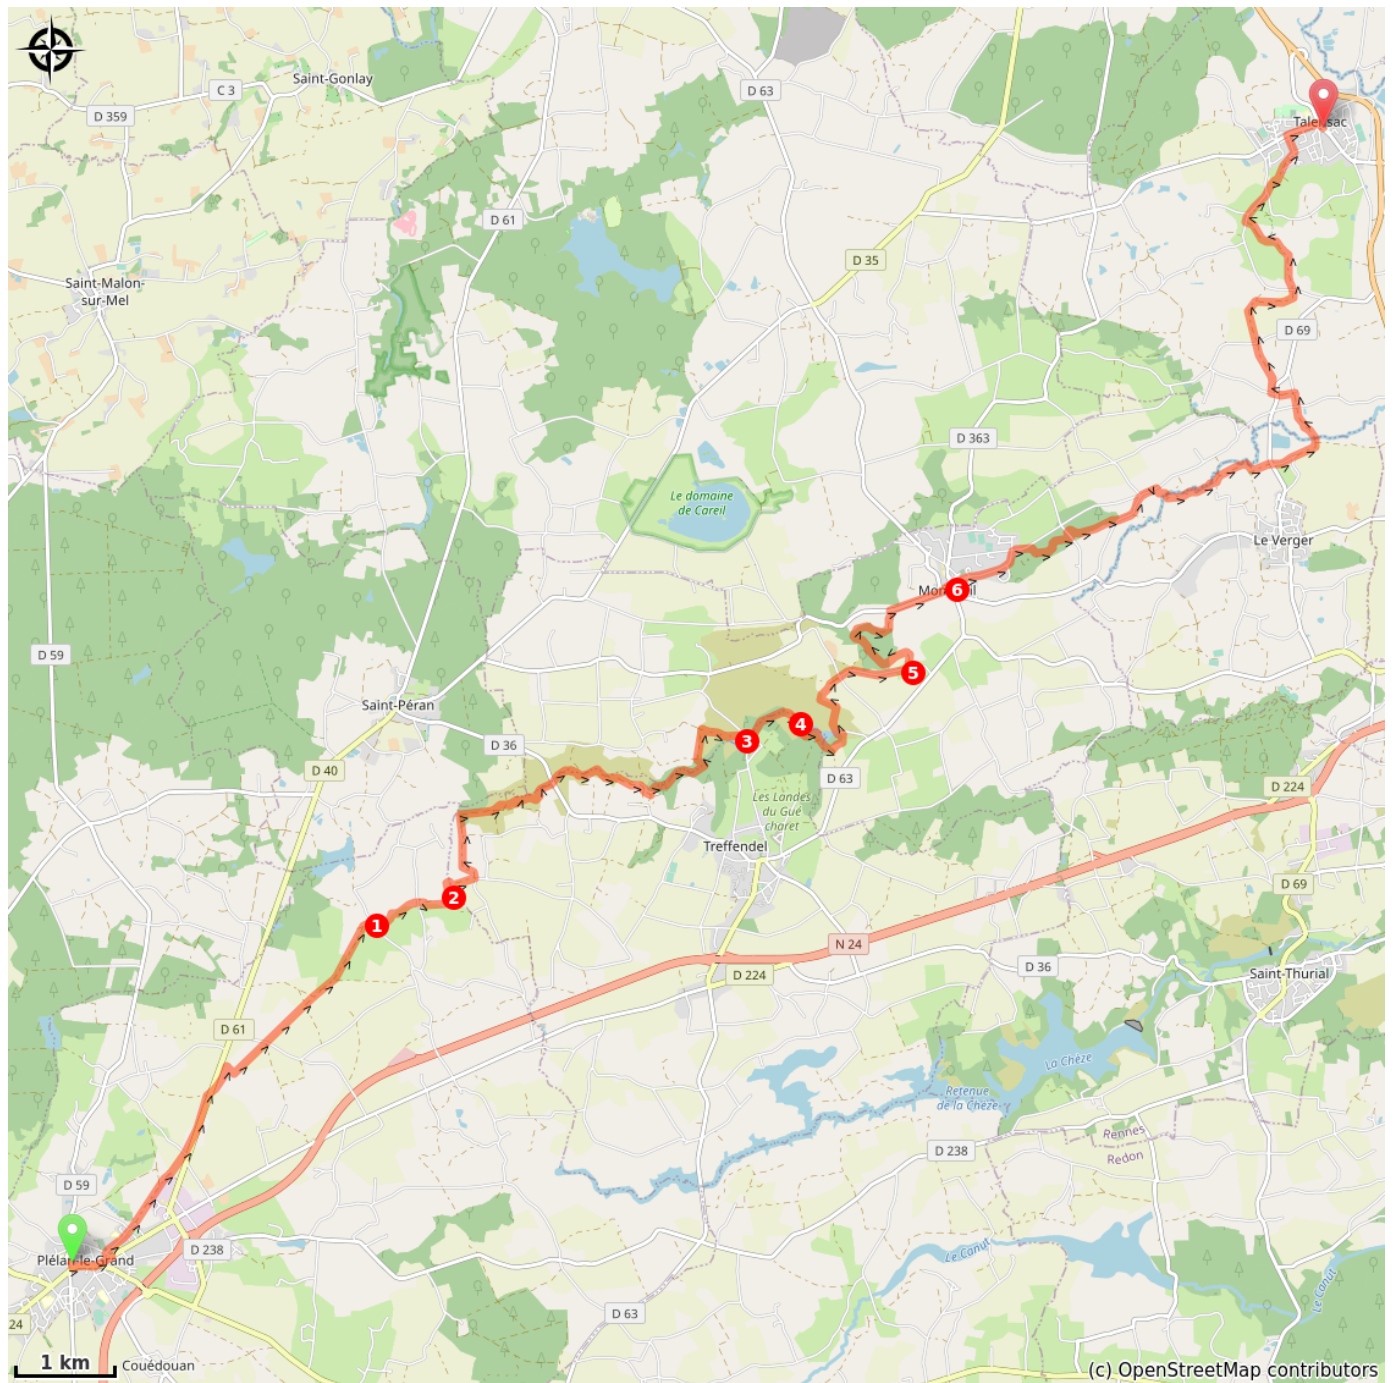 Saint-Gonlay
C 3
D 63
D 359
D 61
D 35
Saint-Malon-
sur-Mel
D 69
D 363
Le domaine
de Careil
Le Verger
6
D 59
5
Saint-Péran
4
3
D 36
D 40
D 63
D 224
Les Landes
du Gué
charet
Treffendel
2
D 69
1
N 24
D 36
D 224
Saint-Thurial
D 61
La Chèze
Retenue
de la Chèze
Rennes
Redon
D 238
D 59
Plélan-le-Grand
D 238
Le Canut
Le Canut
D 63
24
1 km
Couëdouan
(c) OpenStreetMap contributors